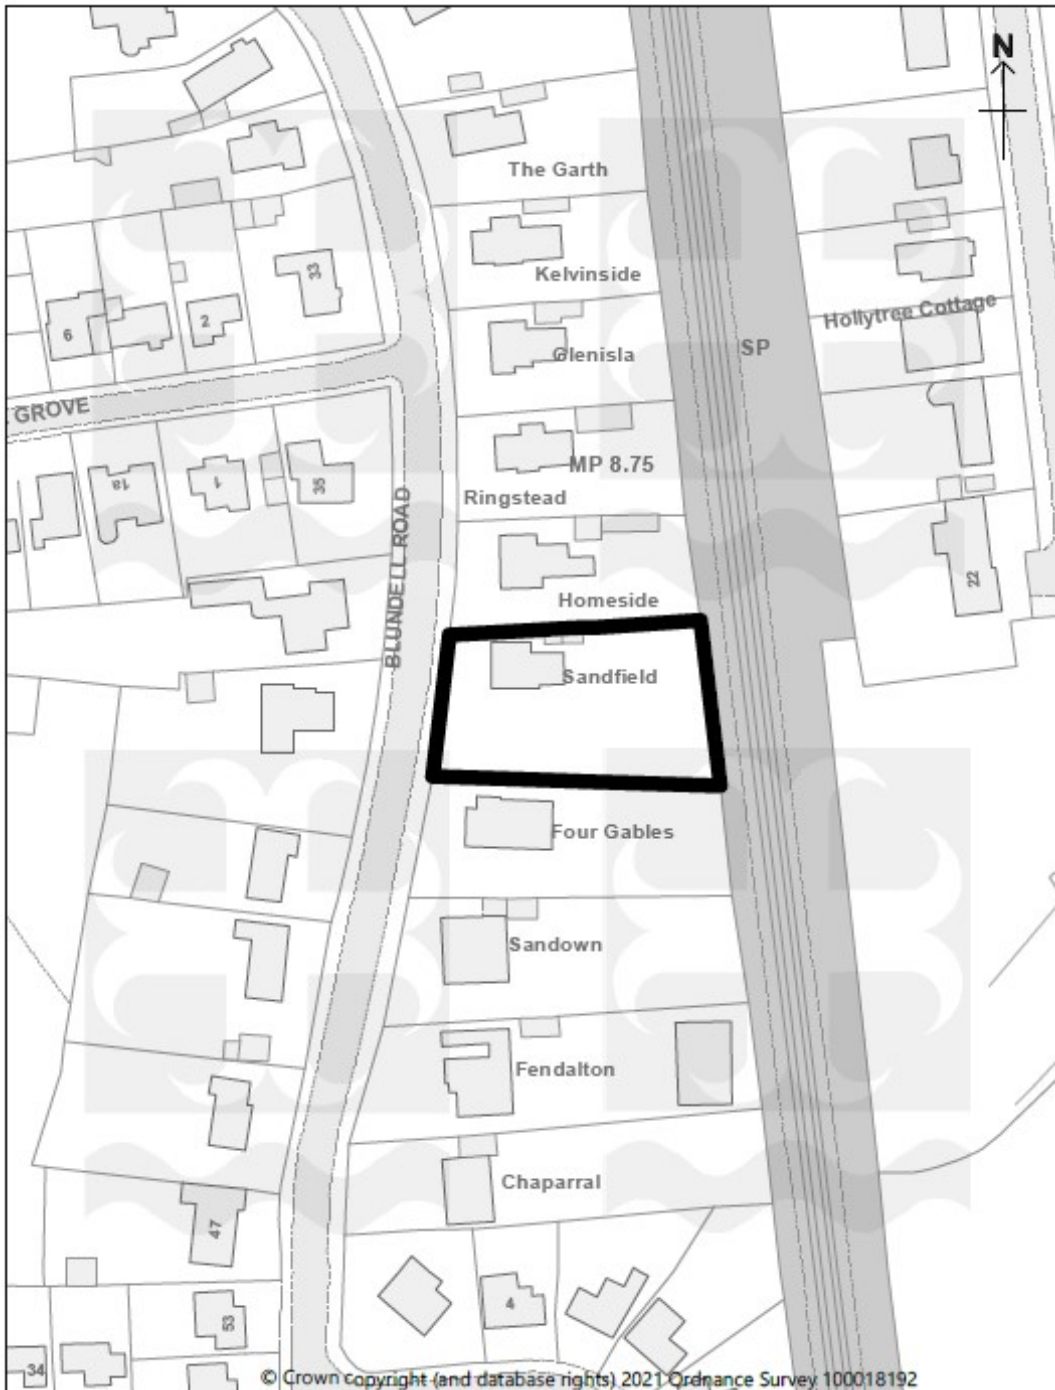 N
The Garth
33
Kelvinside
6
2
Hollytree Cottage
Glenisla
SP
GROVE
MP 8.75
1a
1
35
Ringstead
BLUNDELL ROAD
22
Homeside
Sandfield
Four Gables
Sandown
Fendalton
Chaparral
47
4
53
34
© Crown copyright (and database rights) 2021 Ordnance Survey 100018192